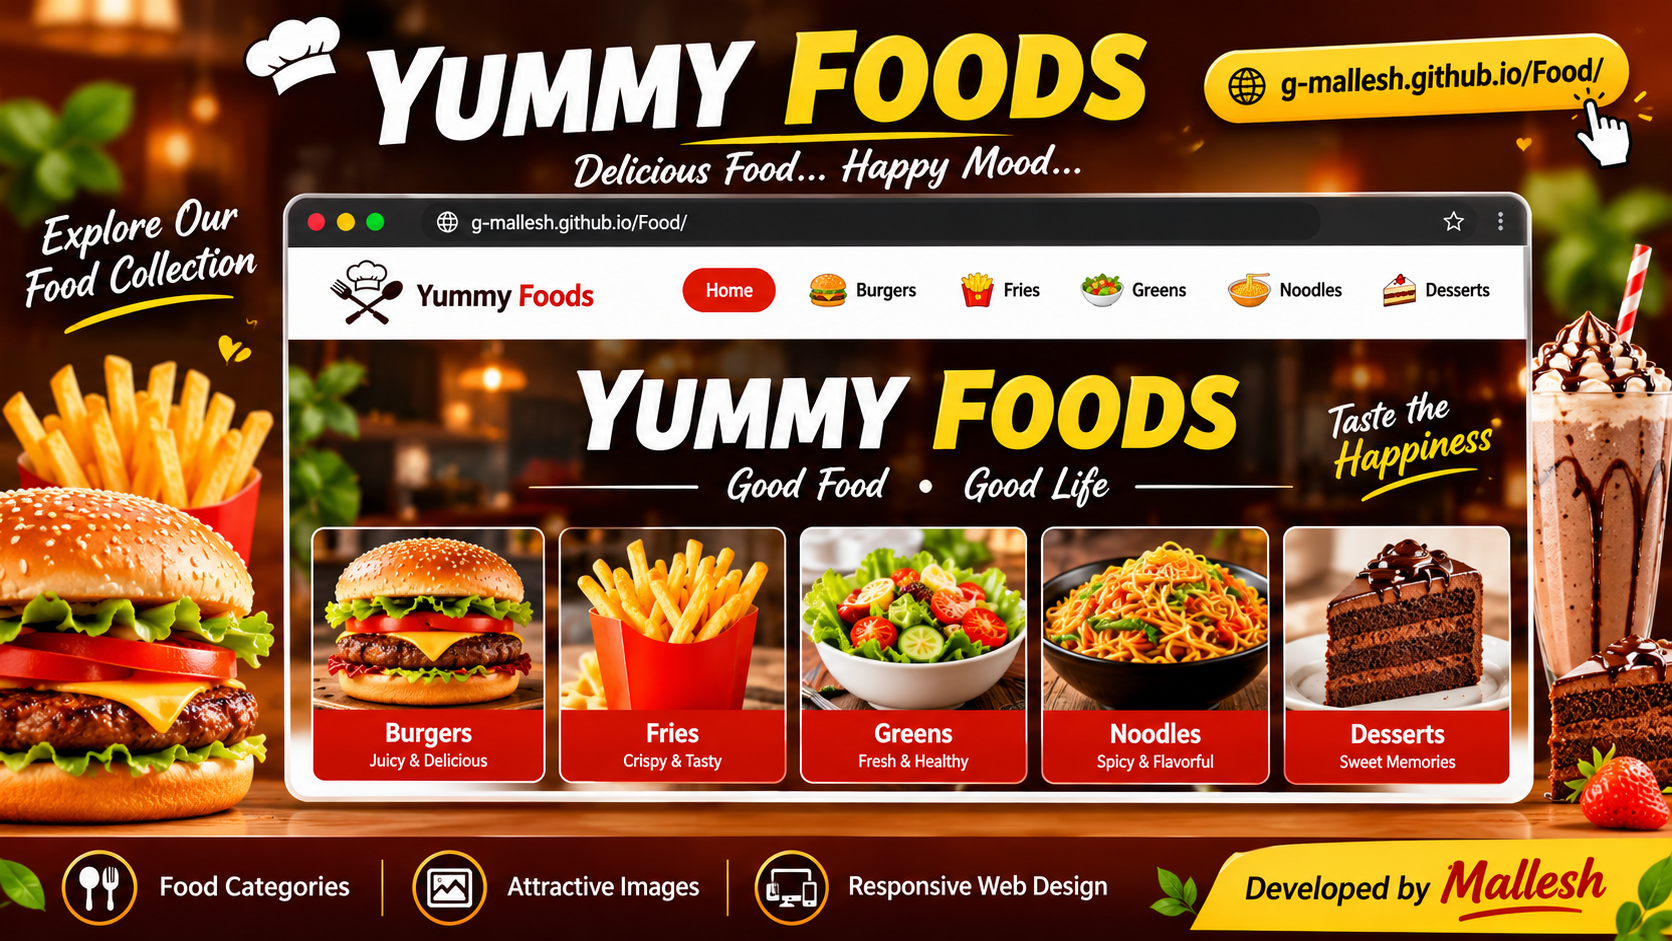 YUMMY FOODS
Delicious Food... Happy Mood...
g-mallesh.github.io/Food/
Explore Our
Food Collection
g-mallesh.github.io/Food/
Yummy Foods
Home
Burgers
Fries
Greens
Noodles
Desserts
YUMMY FOODS
Good Food • Good Life
Taste the
Happiness
Burgers
Juicy & Delicious
Fries
Crispy & Tasty
Greens
Fresh & Healthy
Noodles
Spicy & Flavorful
Desserts
Sweet Memories
Food Categories
Attractive Images
Responsive Web Design
Developed by Mallesh